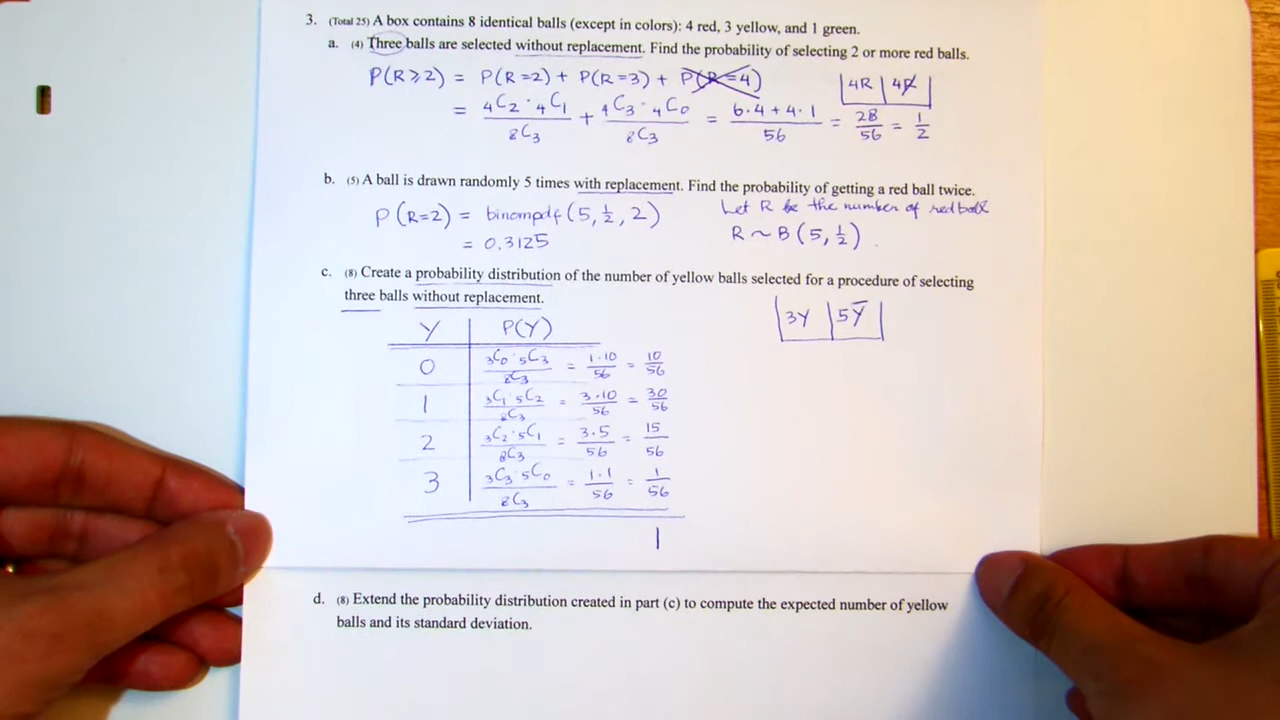 3. (Total 25) A box contains 8 identical balls (except in colors): 4 red, 3 yellow, and 1 green.
a. (4) Three balls are selected without replacement. Find the probability of selecting 2 or more red balls.
P(R⩾2) = P(R=2) + P(R=3) + P(R=4)
4R | 4R̸
= 4C2·4C1/8C3 + 4C3·4C0/8C3 = 6·4+4·1/56 = 28/56 = 1/2
b. (5) A ball is drawn randomly 5 times with replacement. Find the probability of getting a red ball twice.
P(R=2) = binompdf(5, 1/2, 2) Let R be the number of red ball
= 0.3125 R ~ B(5, 1/2).
c. (8) Create a probability distribution of the number of yellow balls selected for a procedure of selecting
three balls without replacement.
3Y | 5Y̅
Y P(Y)
0 3C0·5C3/8C3 = 1·10/56 = 10/56
1 3C1·5C2/8C3 = 3·10/56 = 30/56
2 3C2·5C1/8C3 = 3·5/56 = 15/56
3 3C3·5C0/8C3 = 1·1/56 = 1/56
1
d. (8) Extend the probability distribution created in part (c) to compute the expected number of yellow
balls and its standard deviation.